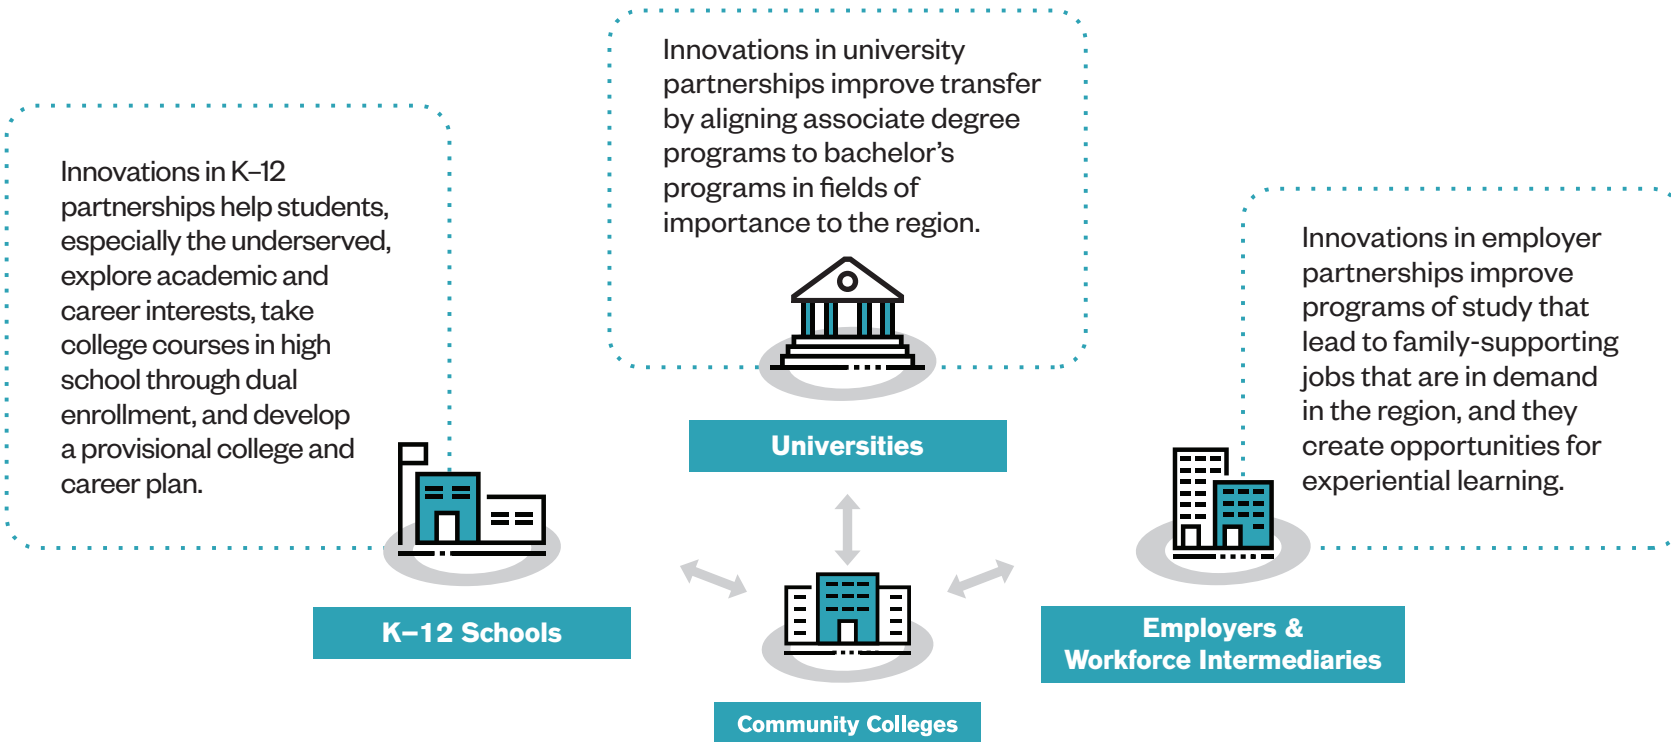 Innovations in K–12
partnerships help students,
especially the underserved,
explore academic and
career interests, take
college courses in high
school through dual
enrollment, and develop
a provisional college and
career plan.
K–12 Schools
Innovations in university
partnerships improve transfer
by aligning associate degree
programs to bachelor’s
programs in fields of
importance to the region.
Universities
Innovations in employer
partnerships improve
programs of study that
lead to family-supporting
jobs that are in demand
in the region, and they
create opportunities for
experiential learning.
Employers &
Workforce Intermediaries
Community Colleges